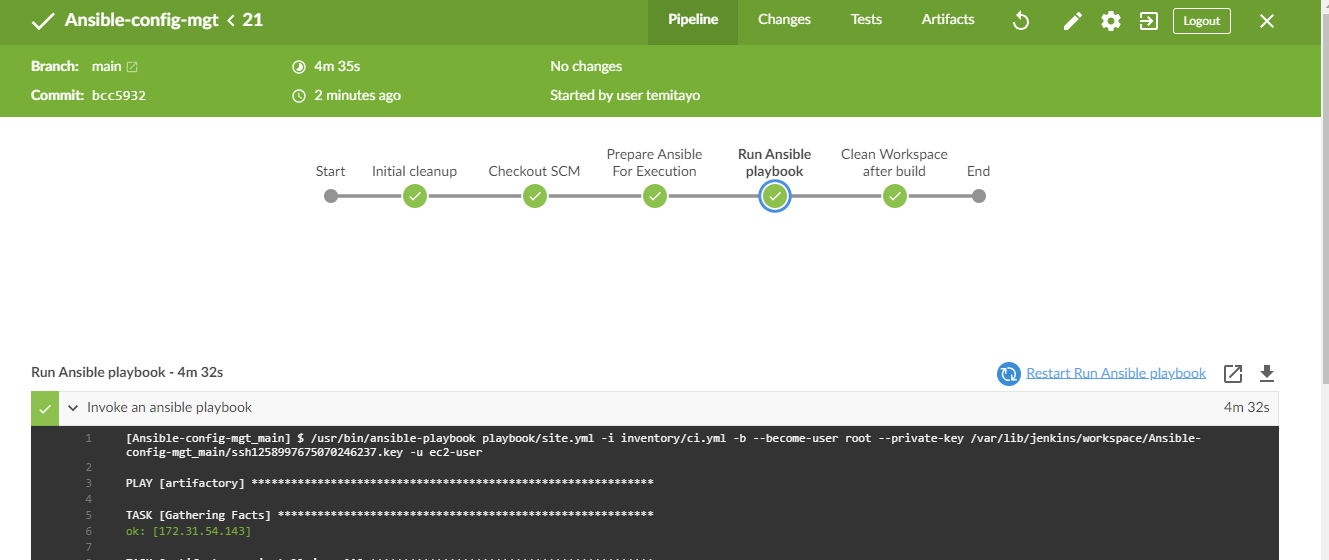 Ansible-config-mgt < 21
Pipeline Changes Tests Artifacts Logout
Branch: main 4m 35s No changes
Commit: bcc5932 2 minutes ago Started by user temitayo
Start Initial cleanup Checkout SCM Prepare Ansible For Execution Run Ansible playbook Clean Workspace after build End
Run Ansible playbook - 4m 32s Restart Run Ansible playbook
Invoke an ansible playbook 4m 32s
1 [Ansible-config-mgt_main] $ /usr/bin/ansible-playbook playbook/site.yml -i inventory/ci.yml -b --become-user root --private-key /var/lib/jenkins/workspace/Ansible-
config-mgt_main/ssh1258997675070246237.key -u ec2-user
2
3 PLAY [artifactory] *************************************************************
4
5 TASK [Gathering Facts] *********************************************************
6 ok: [172.31.54.143]
7